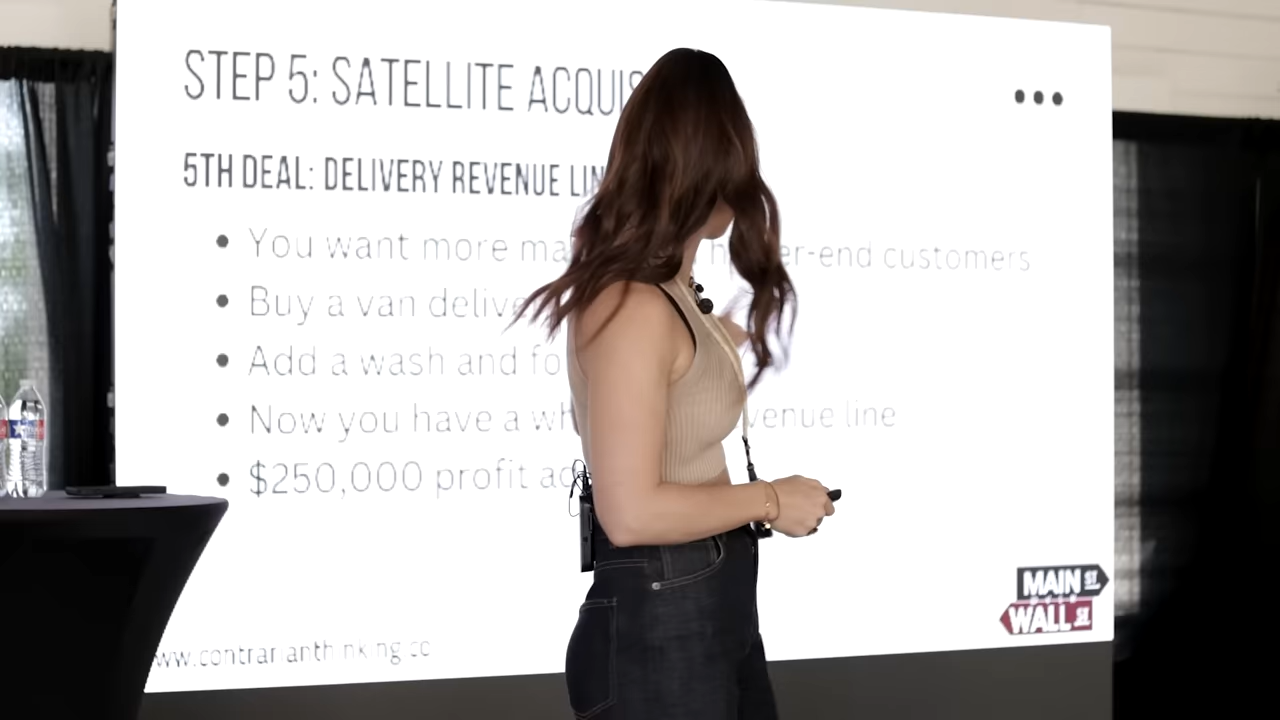 STEP 5: SATELLITE ACQUIS
5TH DEAL: DELIVERY REVENUE LIN
• You want more ma h er-end customers
• Buy a van delive
• Add a wash and fo
• Now you have a wh venue line
• $250,000 profit ad
MAIN ST.
WALL ST.
ww.contrarianthinking.cc